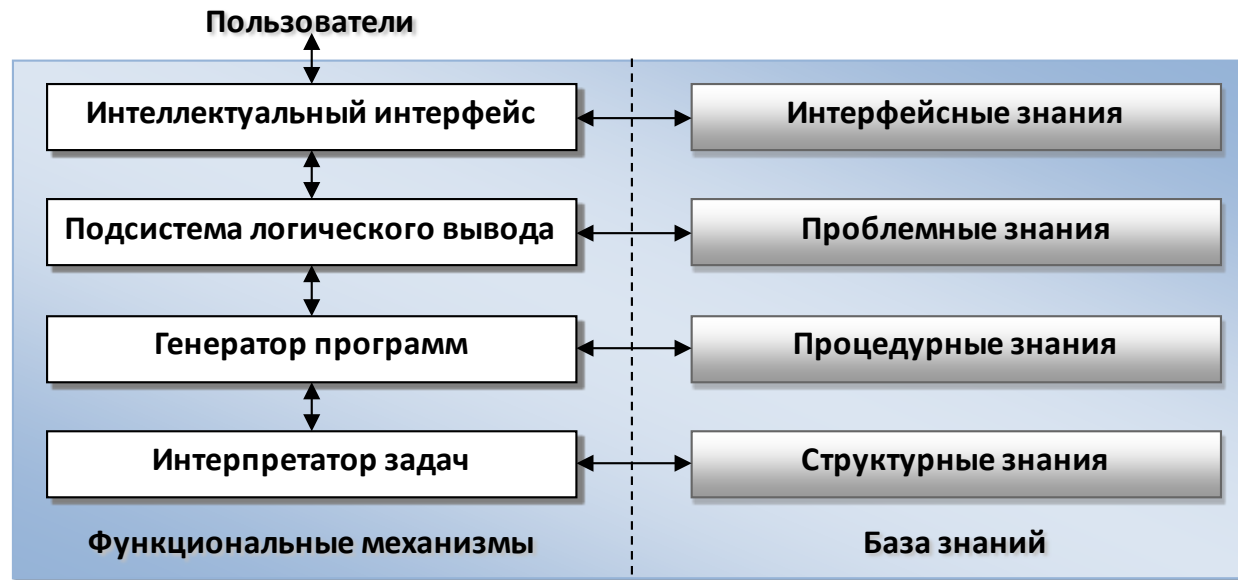 Пользователи
Интеллектуальный интерфейс
Интерфейсные знания
Подсистема логического вывода
Проблемные знания
Генератор программ
Процедурные знания
Интерпретатор задач
Структурные знания
Функциональные механизмы
База знаний